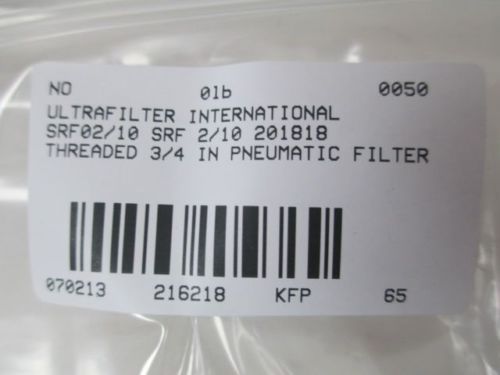 NO 01b 0050
ULTRAFILTER INTERNATIONAL
SRF02/10 SRF 2/10 201818
THREADED 3/4 IN PNEUMATIC FILTER
070213 216218 KFP 65